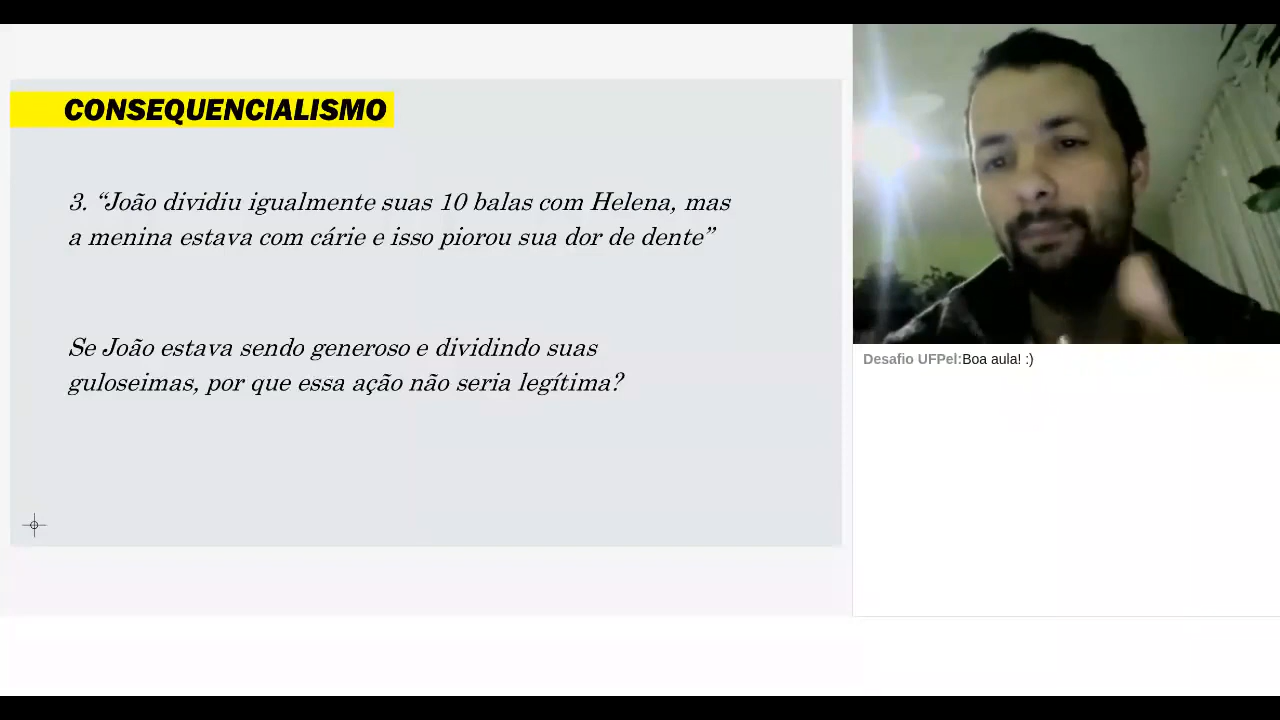 CONSEQUENCIALISMO
3. “João dividiu igualmente suas 10 balas com Helena, mas
a menina estava com cárie e isso piorou sua dor de dente”
Se João estava sendo generoso e dividindo suas
guloseimas, por que essa ação não seria legítima?
Desafio UFPel:Boa aula! :)